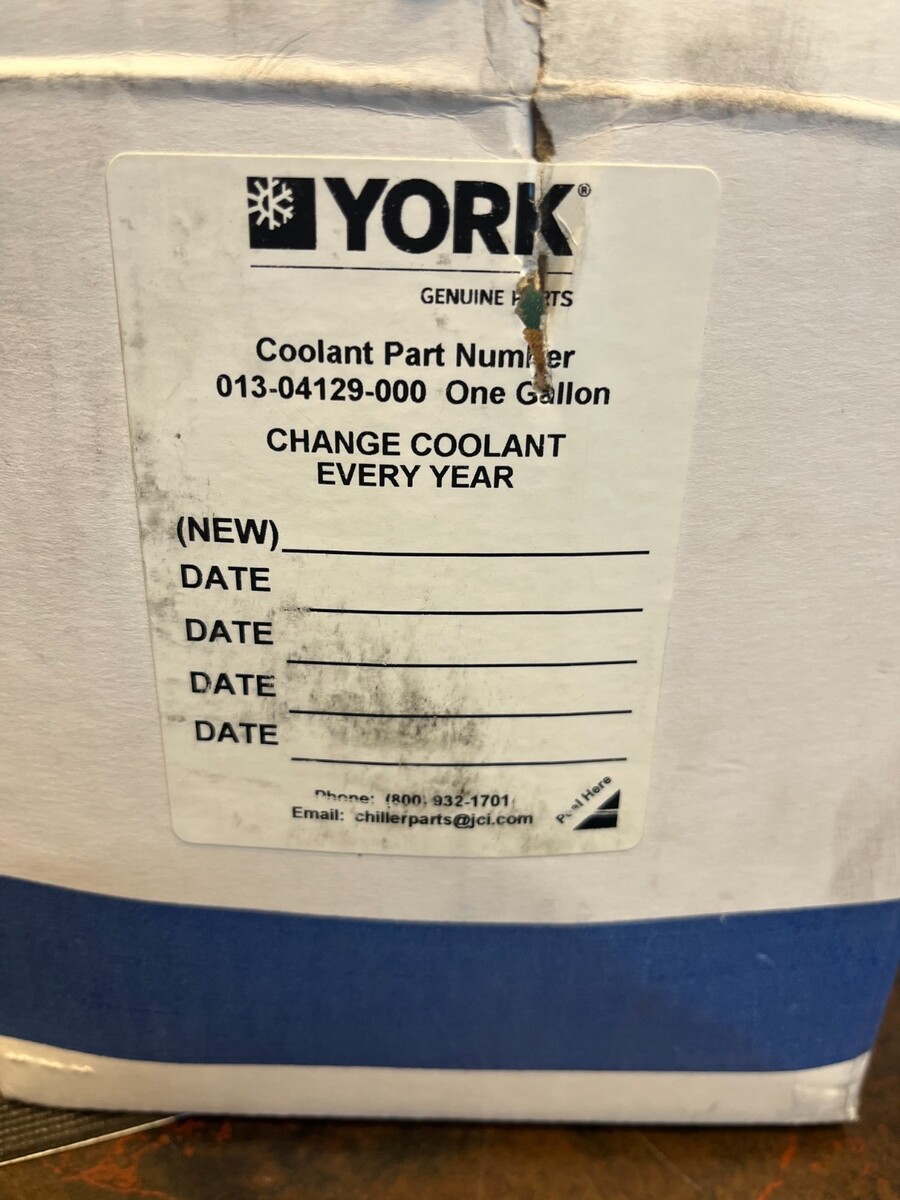 YORK®
GENUINE PARTS
Coolant Part Number
013-04129-000 One Gallon
CHANGE COOLANT
EVERY YEAR
(NEW)
DATE
DATE
DATE
DATE
Phone: (800) 932-1701
Email: chillerparts@jci.com
Peel Here